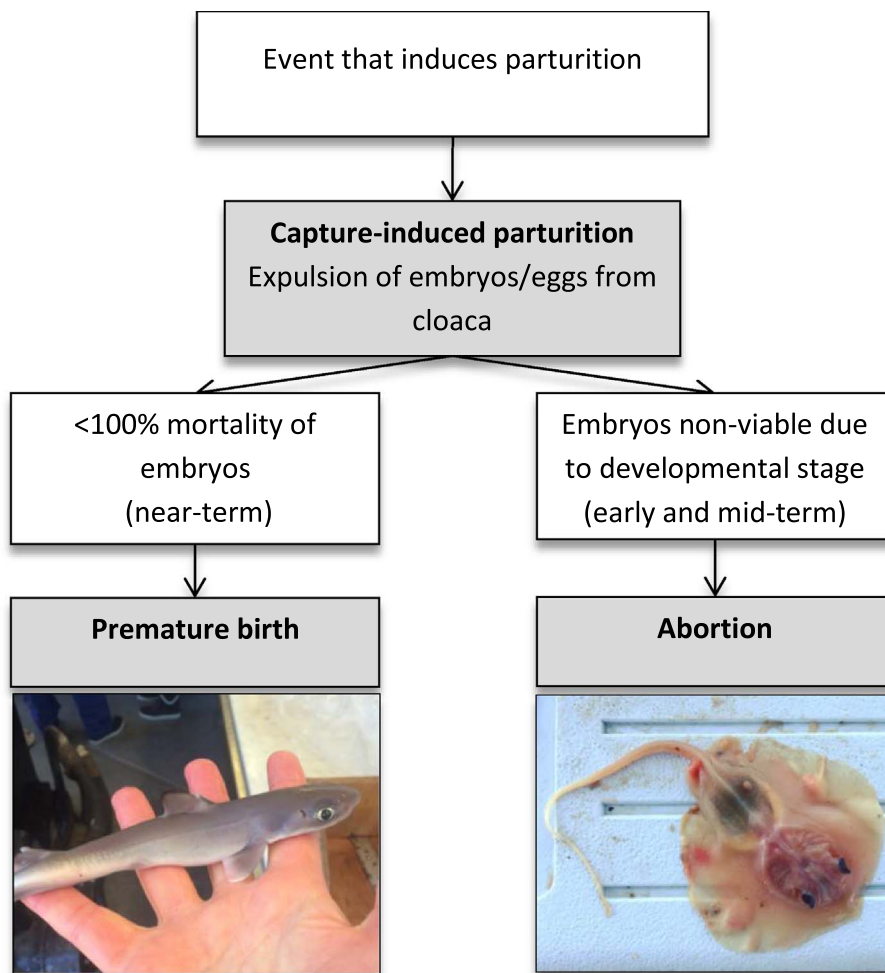 Event that induces parturition
Capture-induced parturition
Expulsion of embryos/eggs from
cloaca
<100% mortality of
embryos
(near-term)
Embryos non-viable due
to developmental stage
(early and mid-term)
Premature birth
Abortion